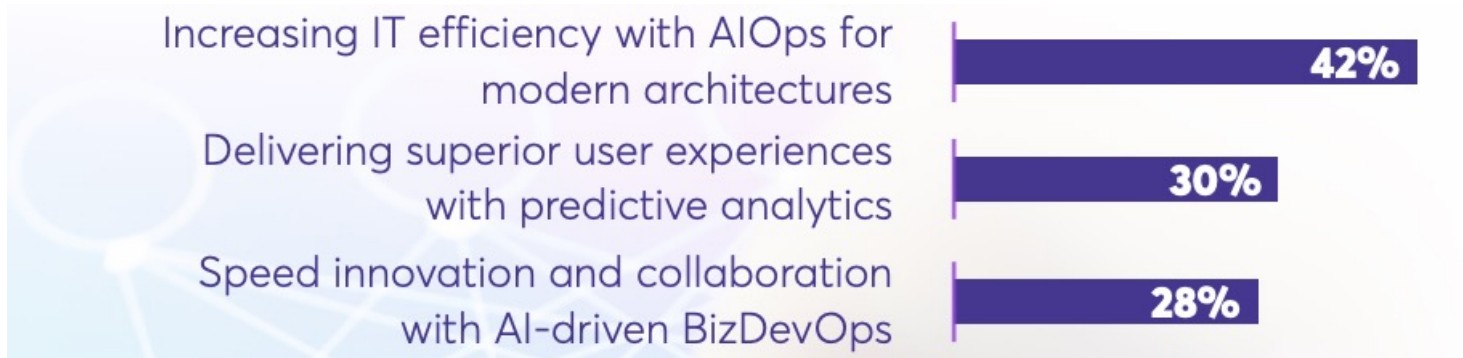 Increasing IT efficiency with AIOps for
modern architectures
42%
Delivering superior user experiences
with predictive analytics
30%
Speed innovation and collaboration
with AI-driven BizDevOps
28%